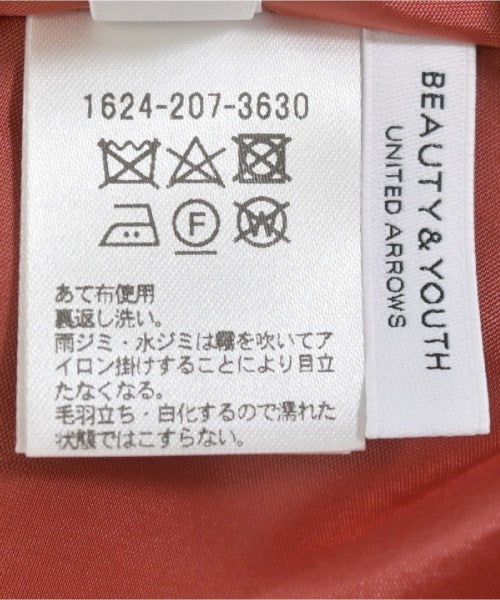 1624-207-3630
F
W
あて布使用
裏返し洗い。
雨ジミ・水ジミは霧を吹いてア
イロン掛けすることにより目立
たなくなる。
毛羽立ち・白化するので濡れた
状態ではこすらない。
BEAUTY & YOUTH
UNITED ARROWS